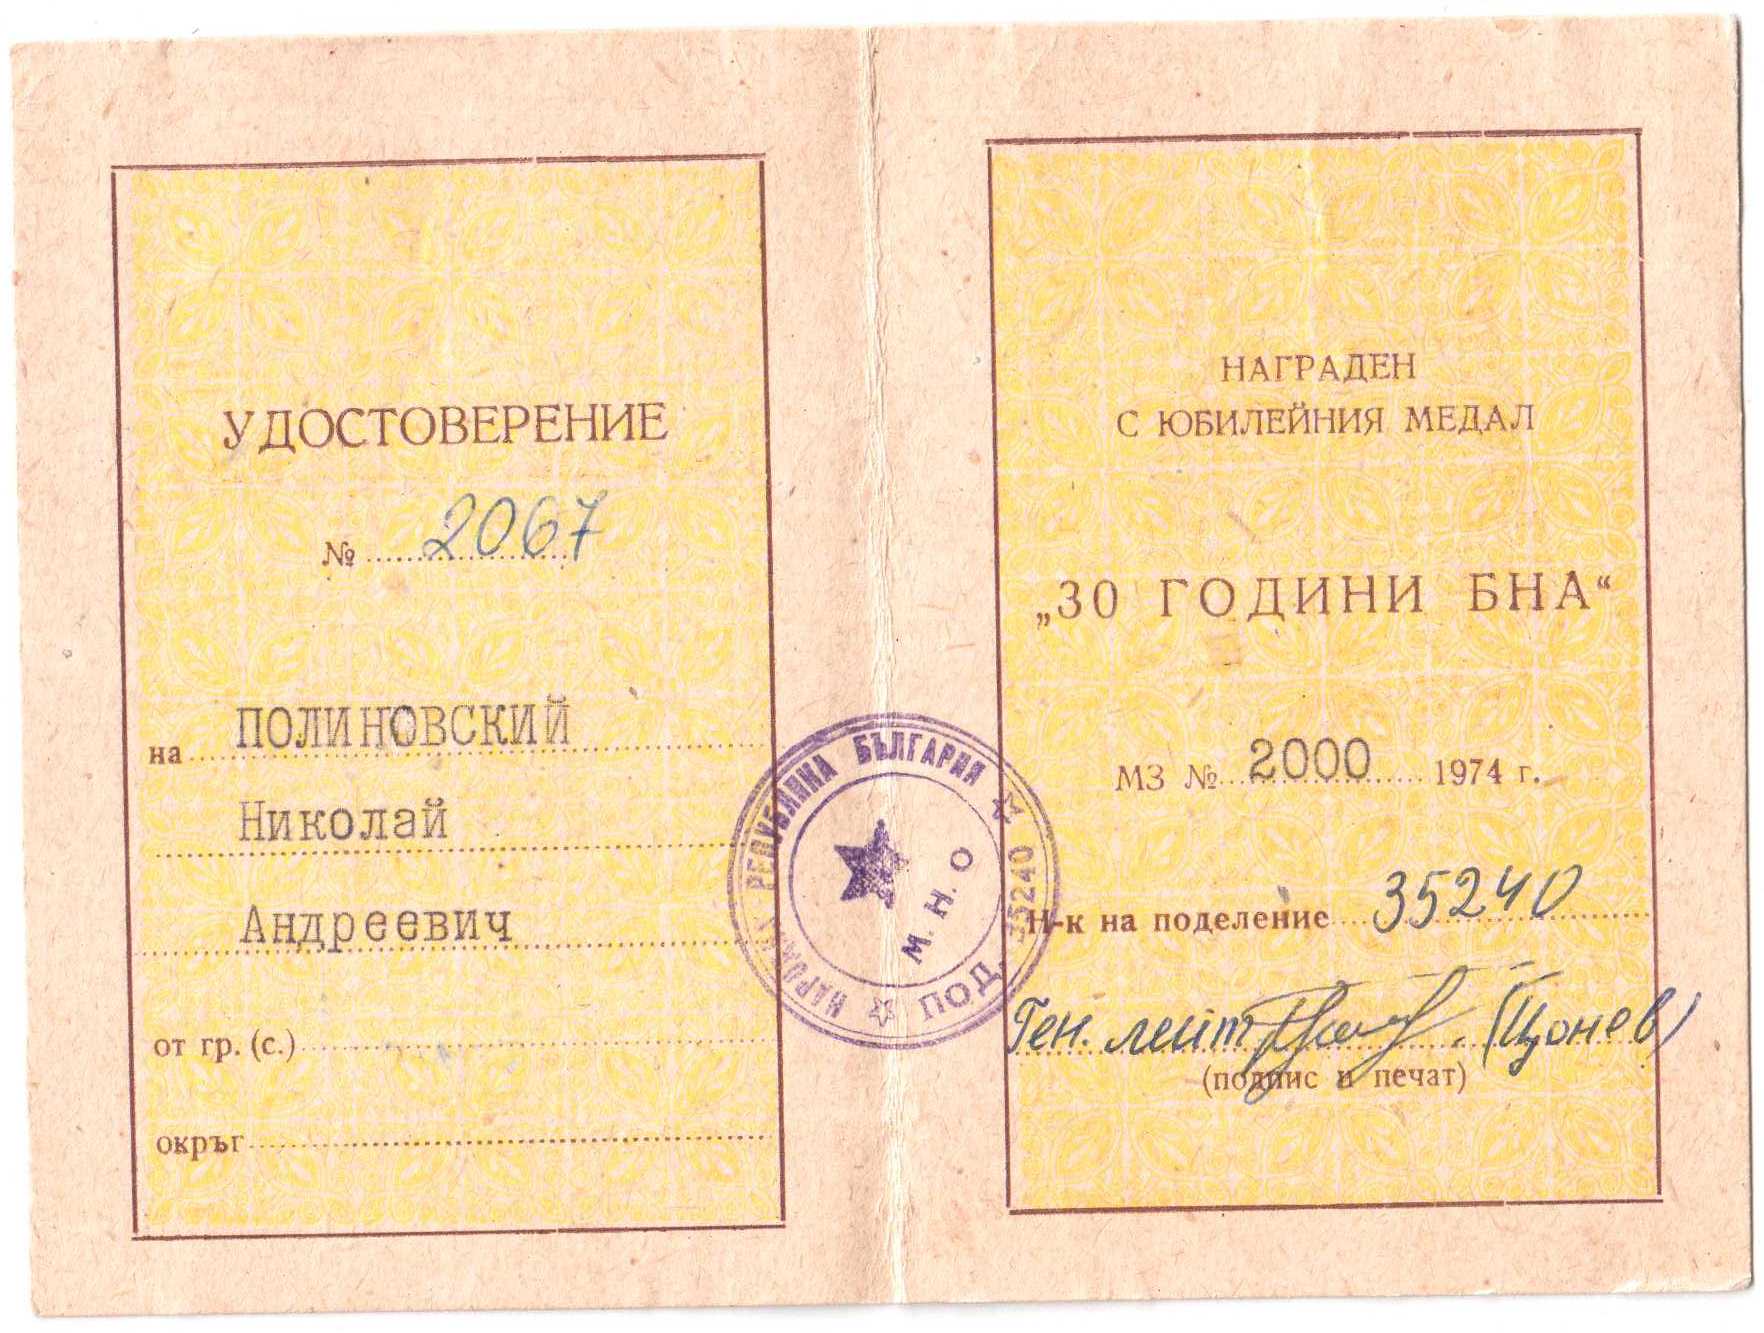 УДОСТОВЕРЕНИЕ
№ 2067
на ПОЛИНОВСКИЙ
Николай
Андреевич
от гр. (с.)
окръг
НАРОДНА РЕПУБЛИКА БЪЛГАРИЯ
М. Н. О
ПОД. 35240
НАГРАДЕН
С ЮБИЛЕЙНИЯ МЕДАЛ
„30 ГОДИНИ БНА“
МЗ № 2000 1974 г.
Н-к на поделение 35240
Ген. лейт (Цонев)
(подпис и печат)